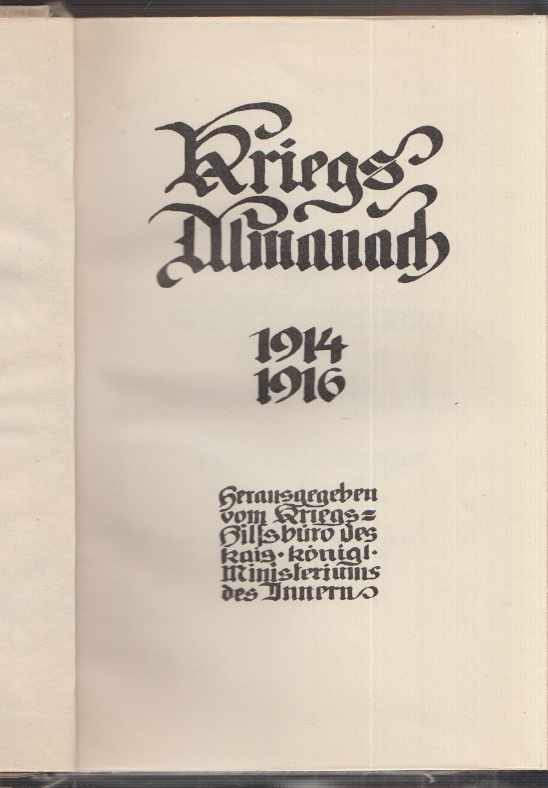 Kriegs
Almanach
1914
1916
Herausgegeben
vom Kriegs=
Hilfsbüro des
kais·königl·
Ministeriums
des Innern